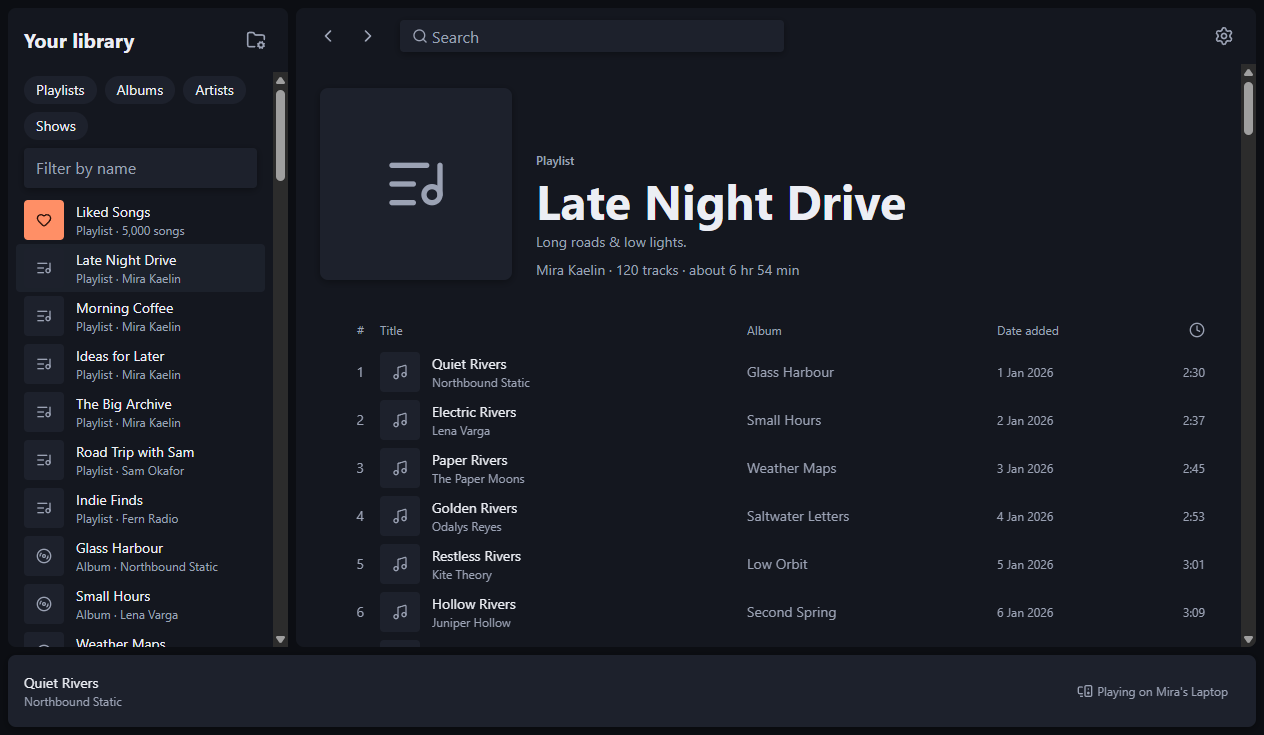 Your library
Playlists
Albums
Artists
Shows
Filter by name
Liked Songs
Playlist · 5,000 songs
Late Night Drive
Playlist · Mira Kaelin
Morning Coffee
Playlist · Mira Kaelin
Ideas for Later
Playlist · Mira Kaelin
The Big Archive
Playlist · Mira Kaelin
Road Trip with Sam
Playlist · Sam Okafor
Indie Finds
Playlist · Fern Radio
Glass Harbour
Album · Northbound Static
Small Hours
Album · Lena Varga
Weather Maps
Search
Playlist
Late Night Drive
Long roads & low lights.
Mira Kaelin · 120 tracks · about 6 hr 54 min
# Title Album Date added
1 Quiet Rivers Glass Harbour 1 Jan 2026 2:30
Northbound Static
2 Electric Rivers Small Hours 2 Jan 2026 2:37
Lena Varga
3 Paper Rivers Weather Maps 3 Jan 2026 2:45
The Paper Moons
4 Golden Rivers Saltwater Letters 4 Jan 2026 2:53
Odalys Reyes
5 Restless Rivers Low Orbit 5 Jan 2026 3:01
Kite Theory
6 Hollow Rivers Second Spring 6 Jan 2026 3:09
Juniper Hollow
Quiet Rivers
Northbound Static
Playing on Mira's Laptop